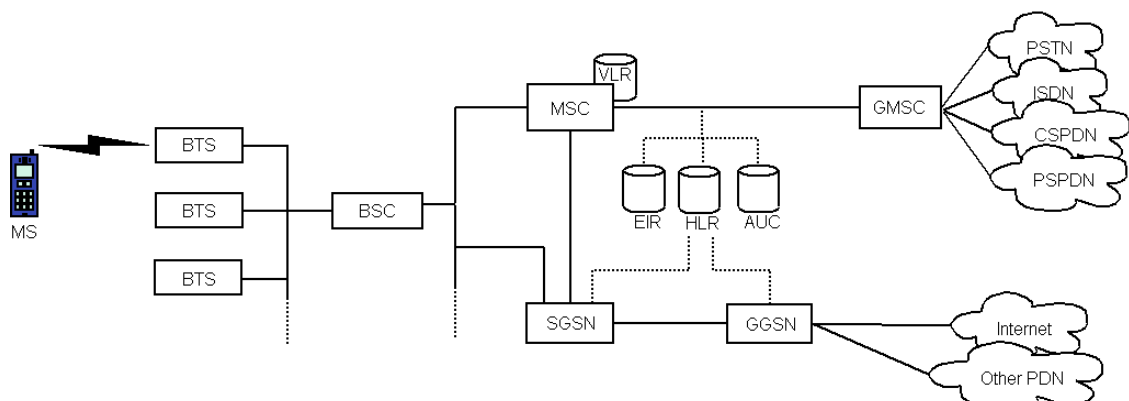 PSTN
VLR
MSC
GMSC
ISDN
BTS
CSPDN
PSPDN
BTS
BSC
MS
EIR
HLR
AUC
BTS
SGSN
GGSN
Internet
Other PDN